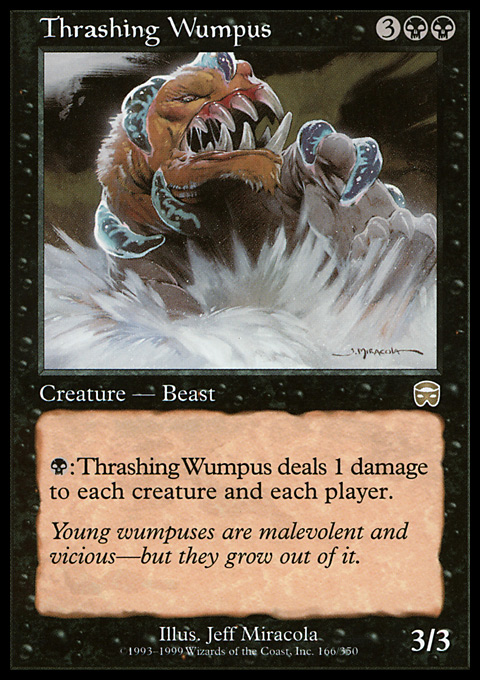 Thrashing Wumpus 3
J. MIRACOLA
Creature — Beast
:Thrashing Wumpus deals 1 damage
to each creature and each player.
Young wumpuses are malevolent and
vicious—but they grow out of it.
Illus. Jeff Miracola
©1993–1999 Wizards of the Coast, Inc. 166/350
3/3